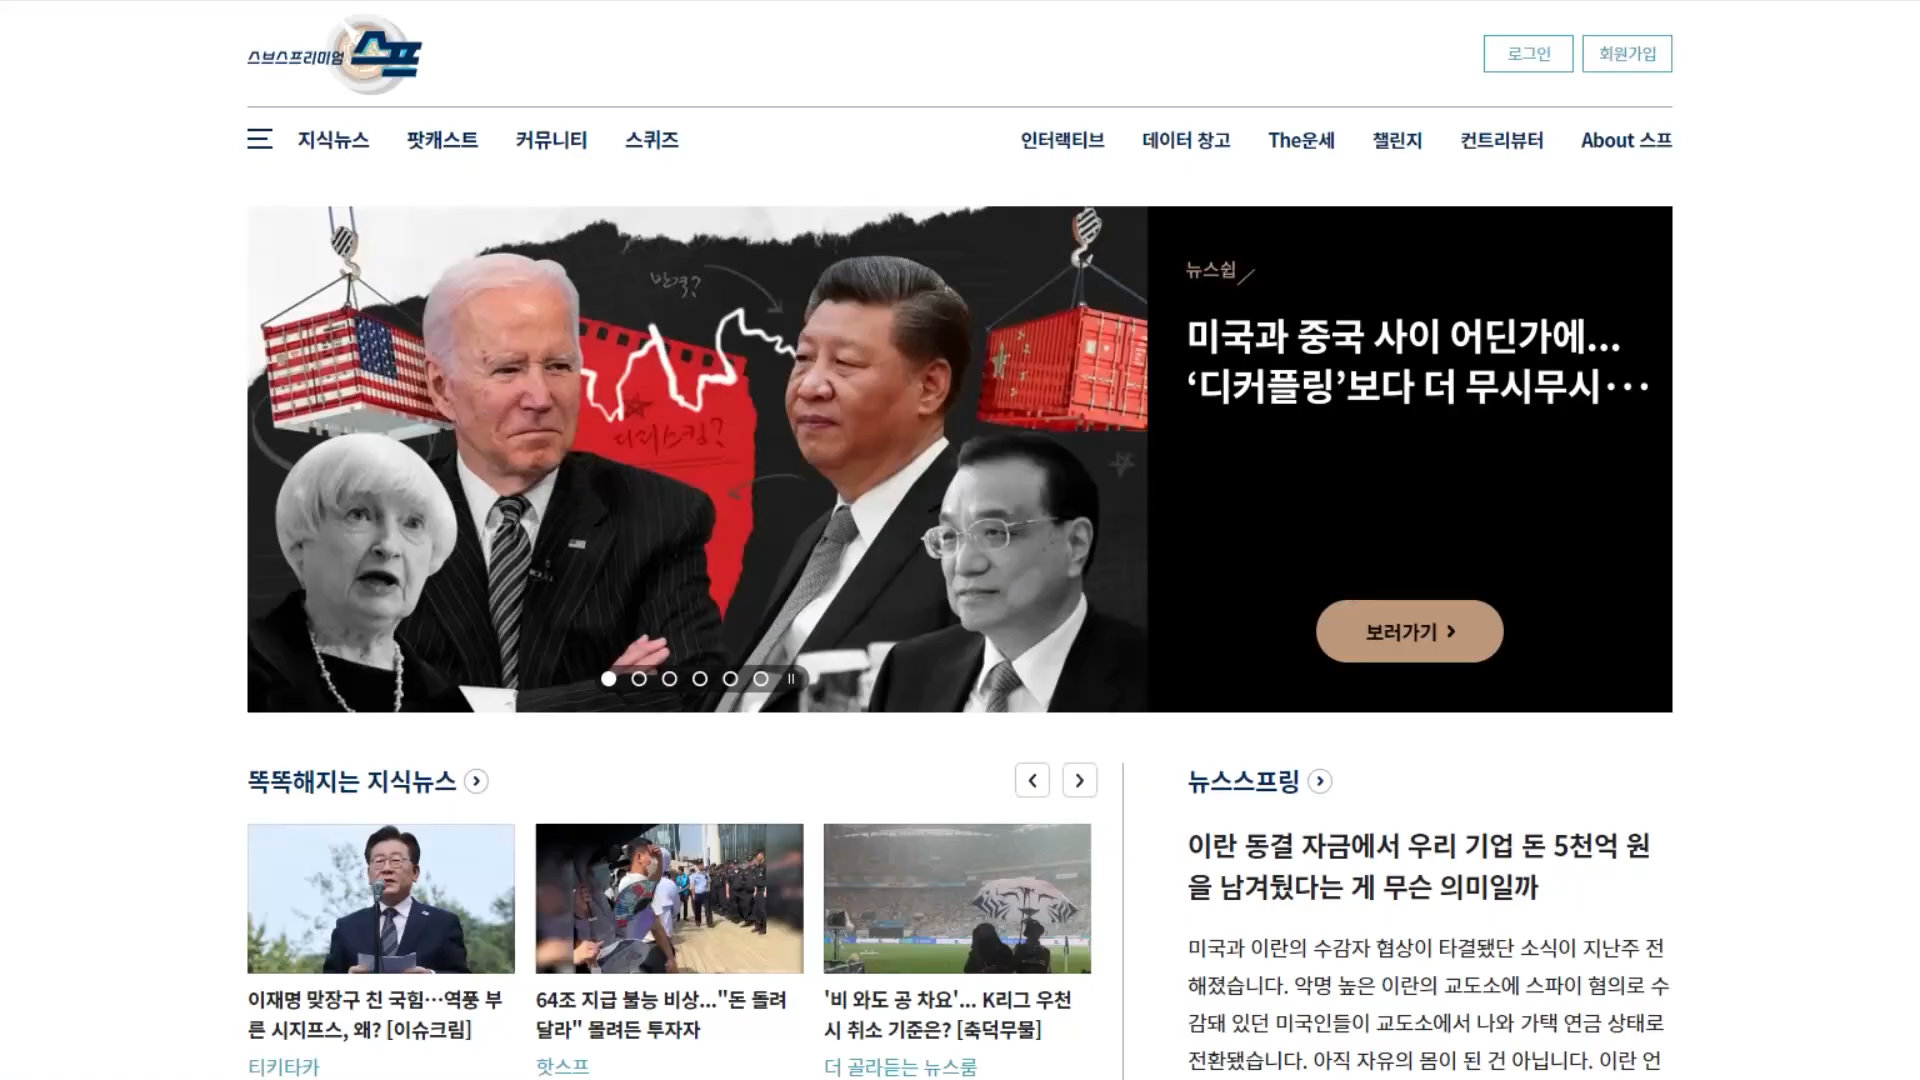 스브스프리미엄 스프
로그인
회원가입
지식뉴스
팟캐스트
커뮤니티
스퀴즈
인터랙티브
데이터 창고
The운세
챌린지
컨트리뷰터
About 스프
반격?
디리스킹?
뉴스쉽
미국과 중국 사이 어딘가에...
‘디커플링’보다 더 무시무시···
보러가기
똑똑해지는 지식뉴스
이재명 맞장구 친 국힘…역풍 부
른 시지프스, 왜? [이슈크림]
티키타카
64조 지급 불능 비상..."돈 돌려
달라" 몰려든 투자자
핫스프
'비 와도 공 차요'... K리그 우천
시 취소 기준은? [축덕무물]
더 골라듣는 뉴스룸
뉴스스프링
이란 동결 자금에서 우리 기업 돈 5천억 원
을 남겨뒀다는 게 무슨 의미일까
미국과 이란의 수감자 협상이 타결됐단 소식이 지난주 전
해졌습니다. 악명 높은 이란의 교도소에 스파이 혐의로 수
감돼 있던 미국인들이 교도소에서 나와 가택 연금 상태로
전환됐습니다. 아직 자유의 몸이 된 건 아닙니다. 이란 언